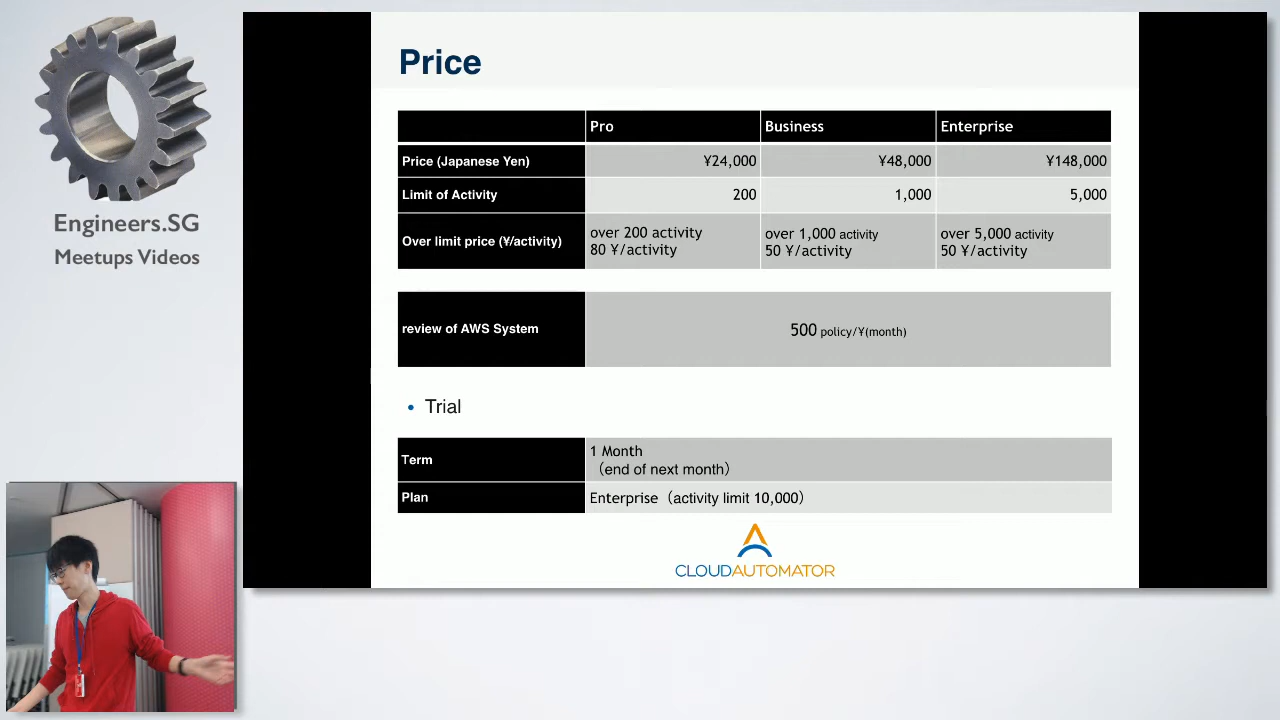 Engineers.SG
Meetups Videos
Price
Pro Business Enterprise
Price (Japanese Yen) ¥24,000 ¥48,000 ¥148,000
Limit of Activity 200 1,000 5,000
Over limit price (¥/activity) over 200 activity over 1,000 activity over 5,000 activity
80 ¥/activity 50 ¥/activity 50 ¥/activity
review of AWS System 500 policy/¥(month)
• Trial
Term 1 Month
（end of next month）
Plan Enterprise（activity limit 10,000）
CLOUDAUTOMATOR